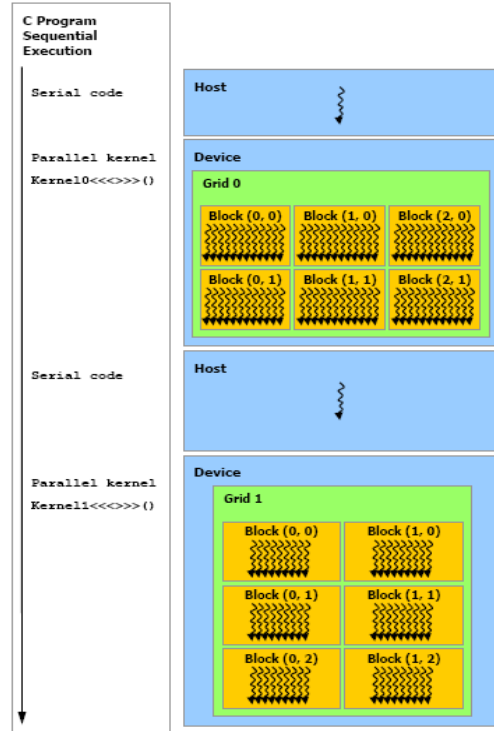 C Program
Sequential
Execution
Serial code
Host
Parallel kernel
Kernel0<<<>>>()
Device
Grid 0
Block (0, 0)
Block (1, 0)
Block (2, 0)
Block (0, 1)
Block (1, 1)
Block (2, 1)
Serial code
Host
Parallel kernel
Kernel1<<<>>>()
Device
Grid 1
Block (0, 0)
Block (1, 0)
Block (0, 1)
Block (1, 1)
Block (0, 2)
Block (1, 2)